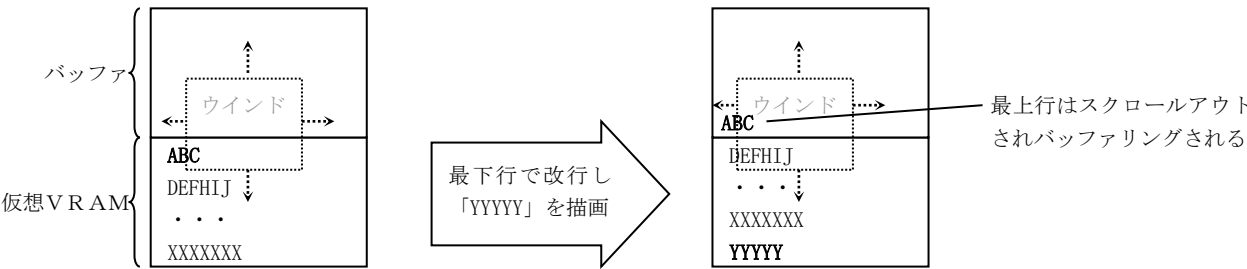 バッファ
ウインド
ABC
DEFHIJ
・・・
XXXXXXX
仮想ＶＲＡＭ
最下行で改行し
「YYYYY」を描画
ウインド
ABC
DEFHIJ
・・・
XXXXXXX
YYYYY
最上行はスクロールアウト
されバッファリングされる